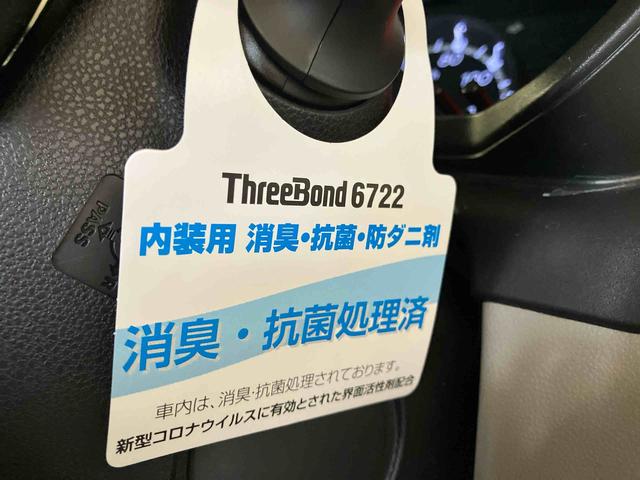 ThreeBond 6722
内装用 消臭・抗菌・防ダニ剤
消臭・抗菌処理済
車内は、消臭・抗菌処理されております。
新型コロナウイルスに有効とされた界面活性剤配合
PASS